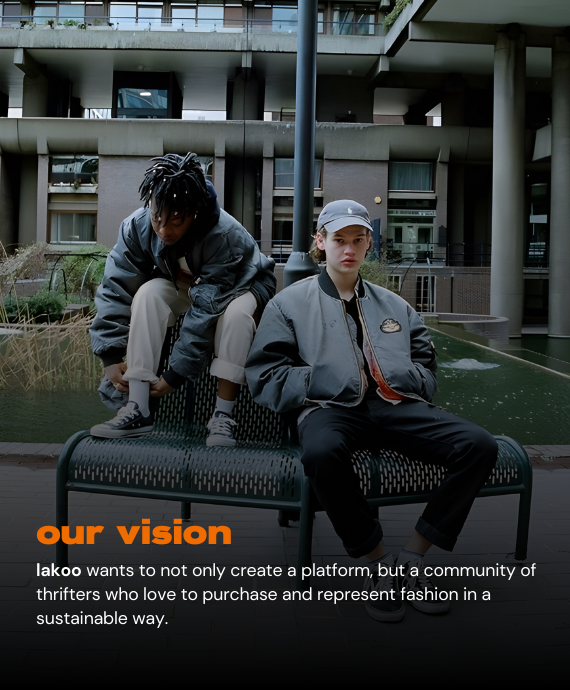 our vision
lakoo wants to not only create a platform, but a community of
thrifters who love to purchase and represent fashion in a
sustainable way.